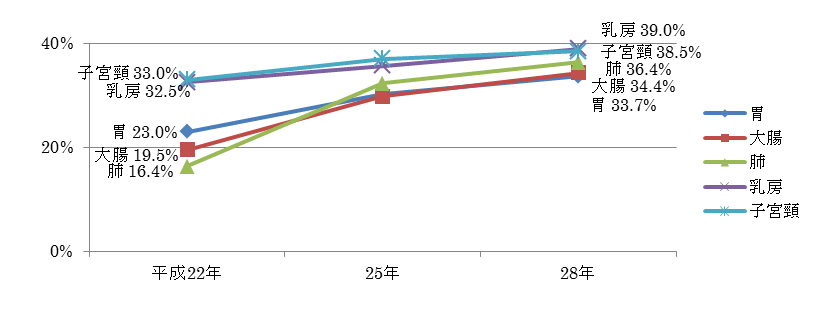 40%
20%
0%
子宮頸 33.0%
乳房 32.5%
胃 23.0%
大腸 19.5%
肺 16.4%
乳房 39.0%
子宮頸 38.5%
肺 36.4%
大腸 34.4%
胃 33.7%
平成22年
25年
28年
胃
大腸
肺
乳房
子宮頸